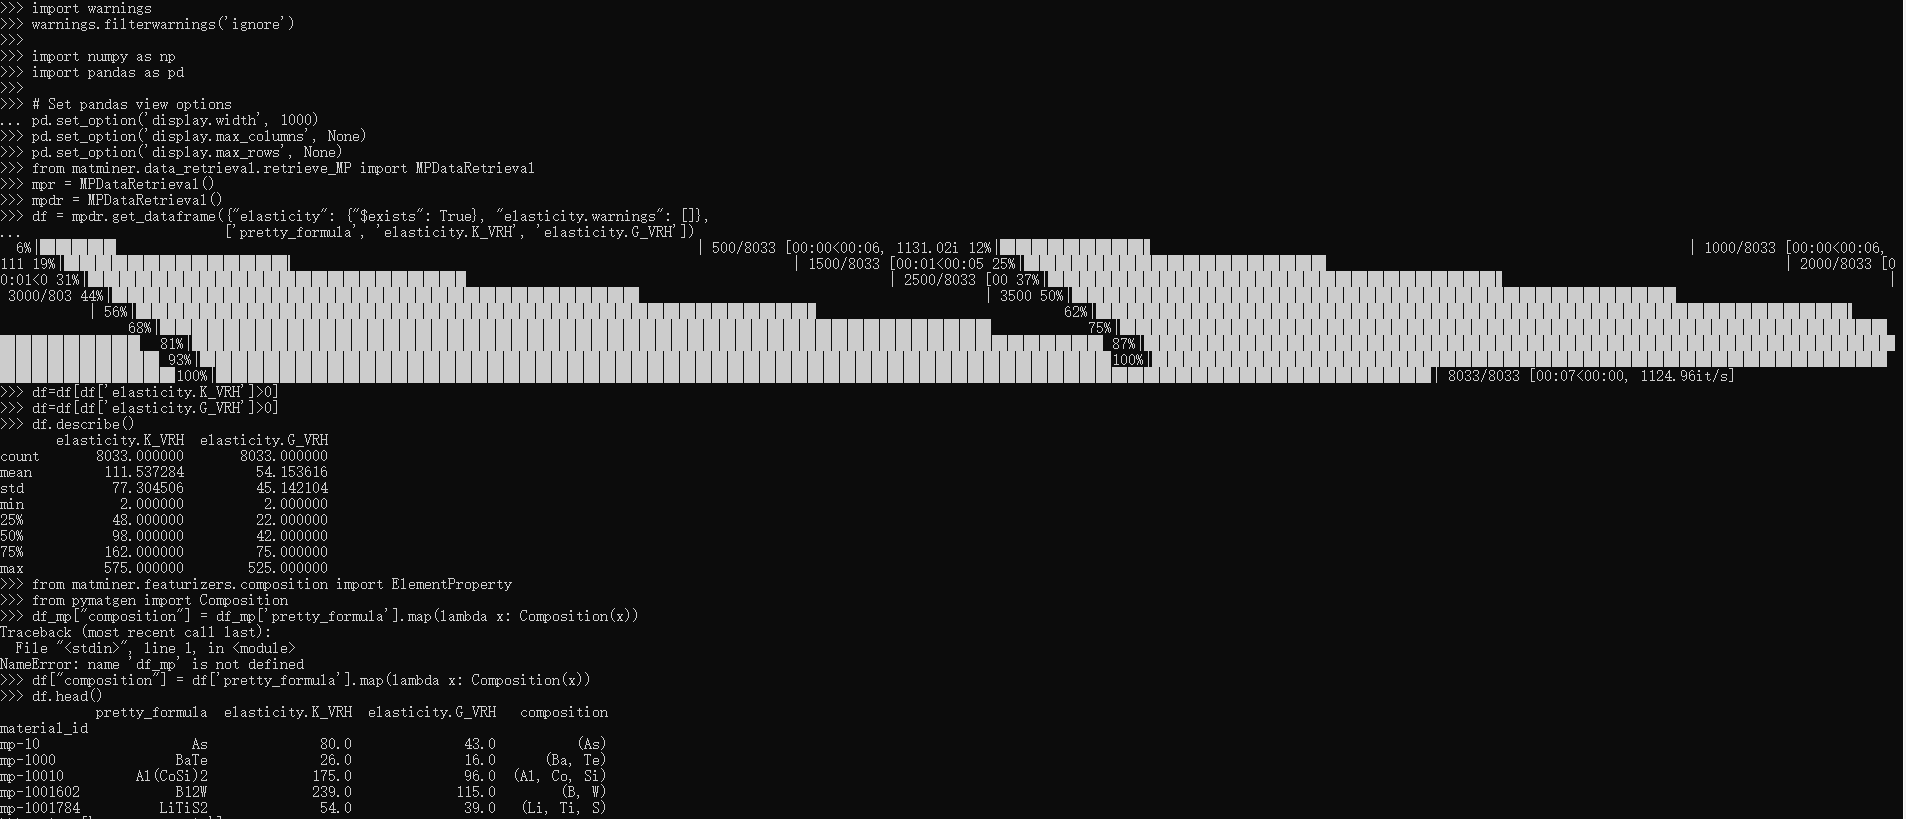 >>> import warnings
>>> warnings.filterwarnings('ignore')
>>>
>>> import numpy as np
>>> import pandas as pd
>>>
>>> # Set pandas view options
... pd.set_option('display.width', 1000)
>>> pd.set_option('display.max_columns', None)
>>> pd.set_option('display.max_rows', None)
>>> from matminer.data_retrieval.retrieve_MP import MPDataRetrieval
>>> mpr = MPDataRetrieval()
>>> mpdr = MPDataRetrieval()
>>> df = mpdr.get_dataframe({"elasticity": {"$exists": True}, "elasticity.warnings": []},
...                         ['pretty_formula', 'elasticity.K_VRH', 'elasticity.G_VRH'])
6%| | 500/8033 [00:00<00:06, 1131.02i 12%| | 1000/8033 [00:00<00:06,
111 19%| | 1500/8033 [00:01<00:05 25%| | 2000/8033 [0
0:01<0 31%| | 2500/8033 [00 37%| |
3000/803 44%| | 3500 50%|
| 56%| 62%|
68%| 75%|
81%| 87%|
93%| 100%|
100%| | 8033/8033 [00:07<00:00, 1124.96it/s]
>>> df=df[df['elasticity.K_VRH']>0]
>>> df=df[df['elasticity.G_VRH']>0]
>>> df.describe()
       elasticity.K_VRH  elasticity.G_VRH
count       8033.000000       8033.000000
mean         111.537284         54.153616
std           77.304506         45.142104
min            2.000000          2.000000
25%           48.000000         22.000000
50%           98.000000         42.000000
75%          162.000000         75.000000
max          575.000000        525.000000
>>> from matminer.featurizers.composition import ElementProperty
>>> from pymatgen import Composition
>>> df_mp["composition"] = df_mp['pretty_formula'].map(lambda x: Composition(x))
Traceback (most recent call last):
  File "<stdin>", line 1, in <module>
NameError: name 'df_mp' is not defined
>>> df["composition"] = df['pretty_formula'].map(lambda x: Composition(x))
>>> df.head()
            pretty_formula  elasticity.K_VRH  elasticity.G_VRH   composition
material_id
mp-10                   As              80.0              43.0          (As)
mp-1000               BaTe              26.0              16.0      (Ba, Te)
mp-10010        Al(CoSi)2             175.0              96.0  (Al, Co, Si)
mp-1001602            B12W             239.0             115.0        (B, W)
mp-1001784          LiTiS2              54.0              39.0   (Li, Ti, S)